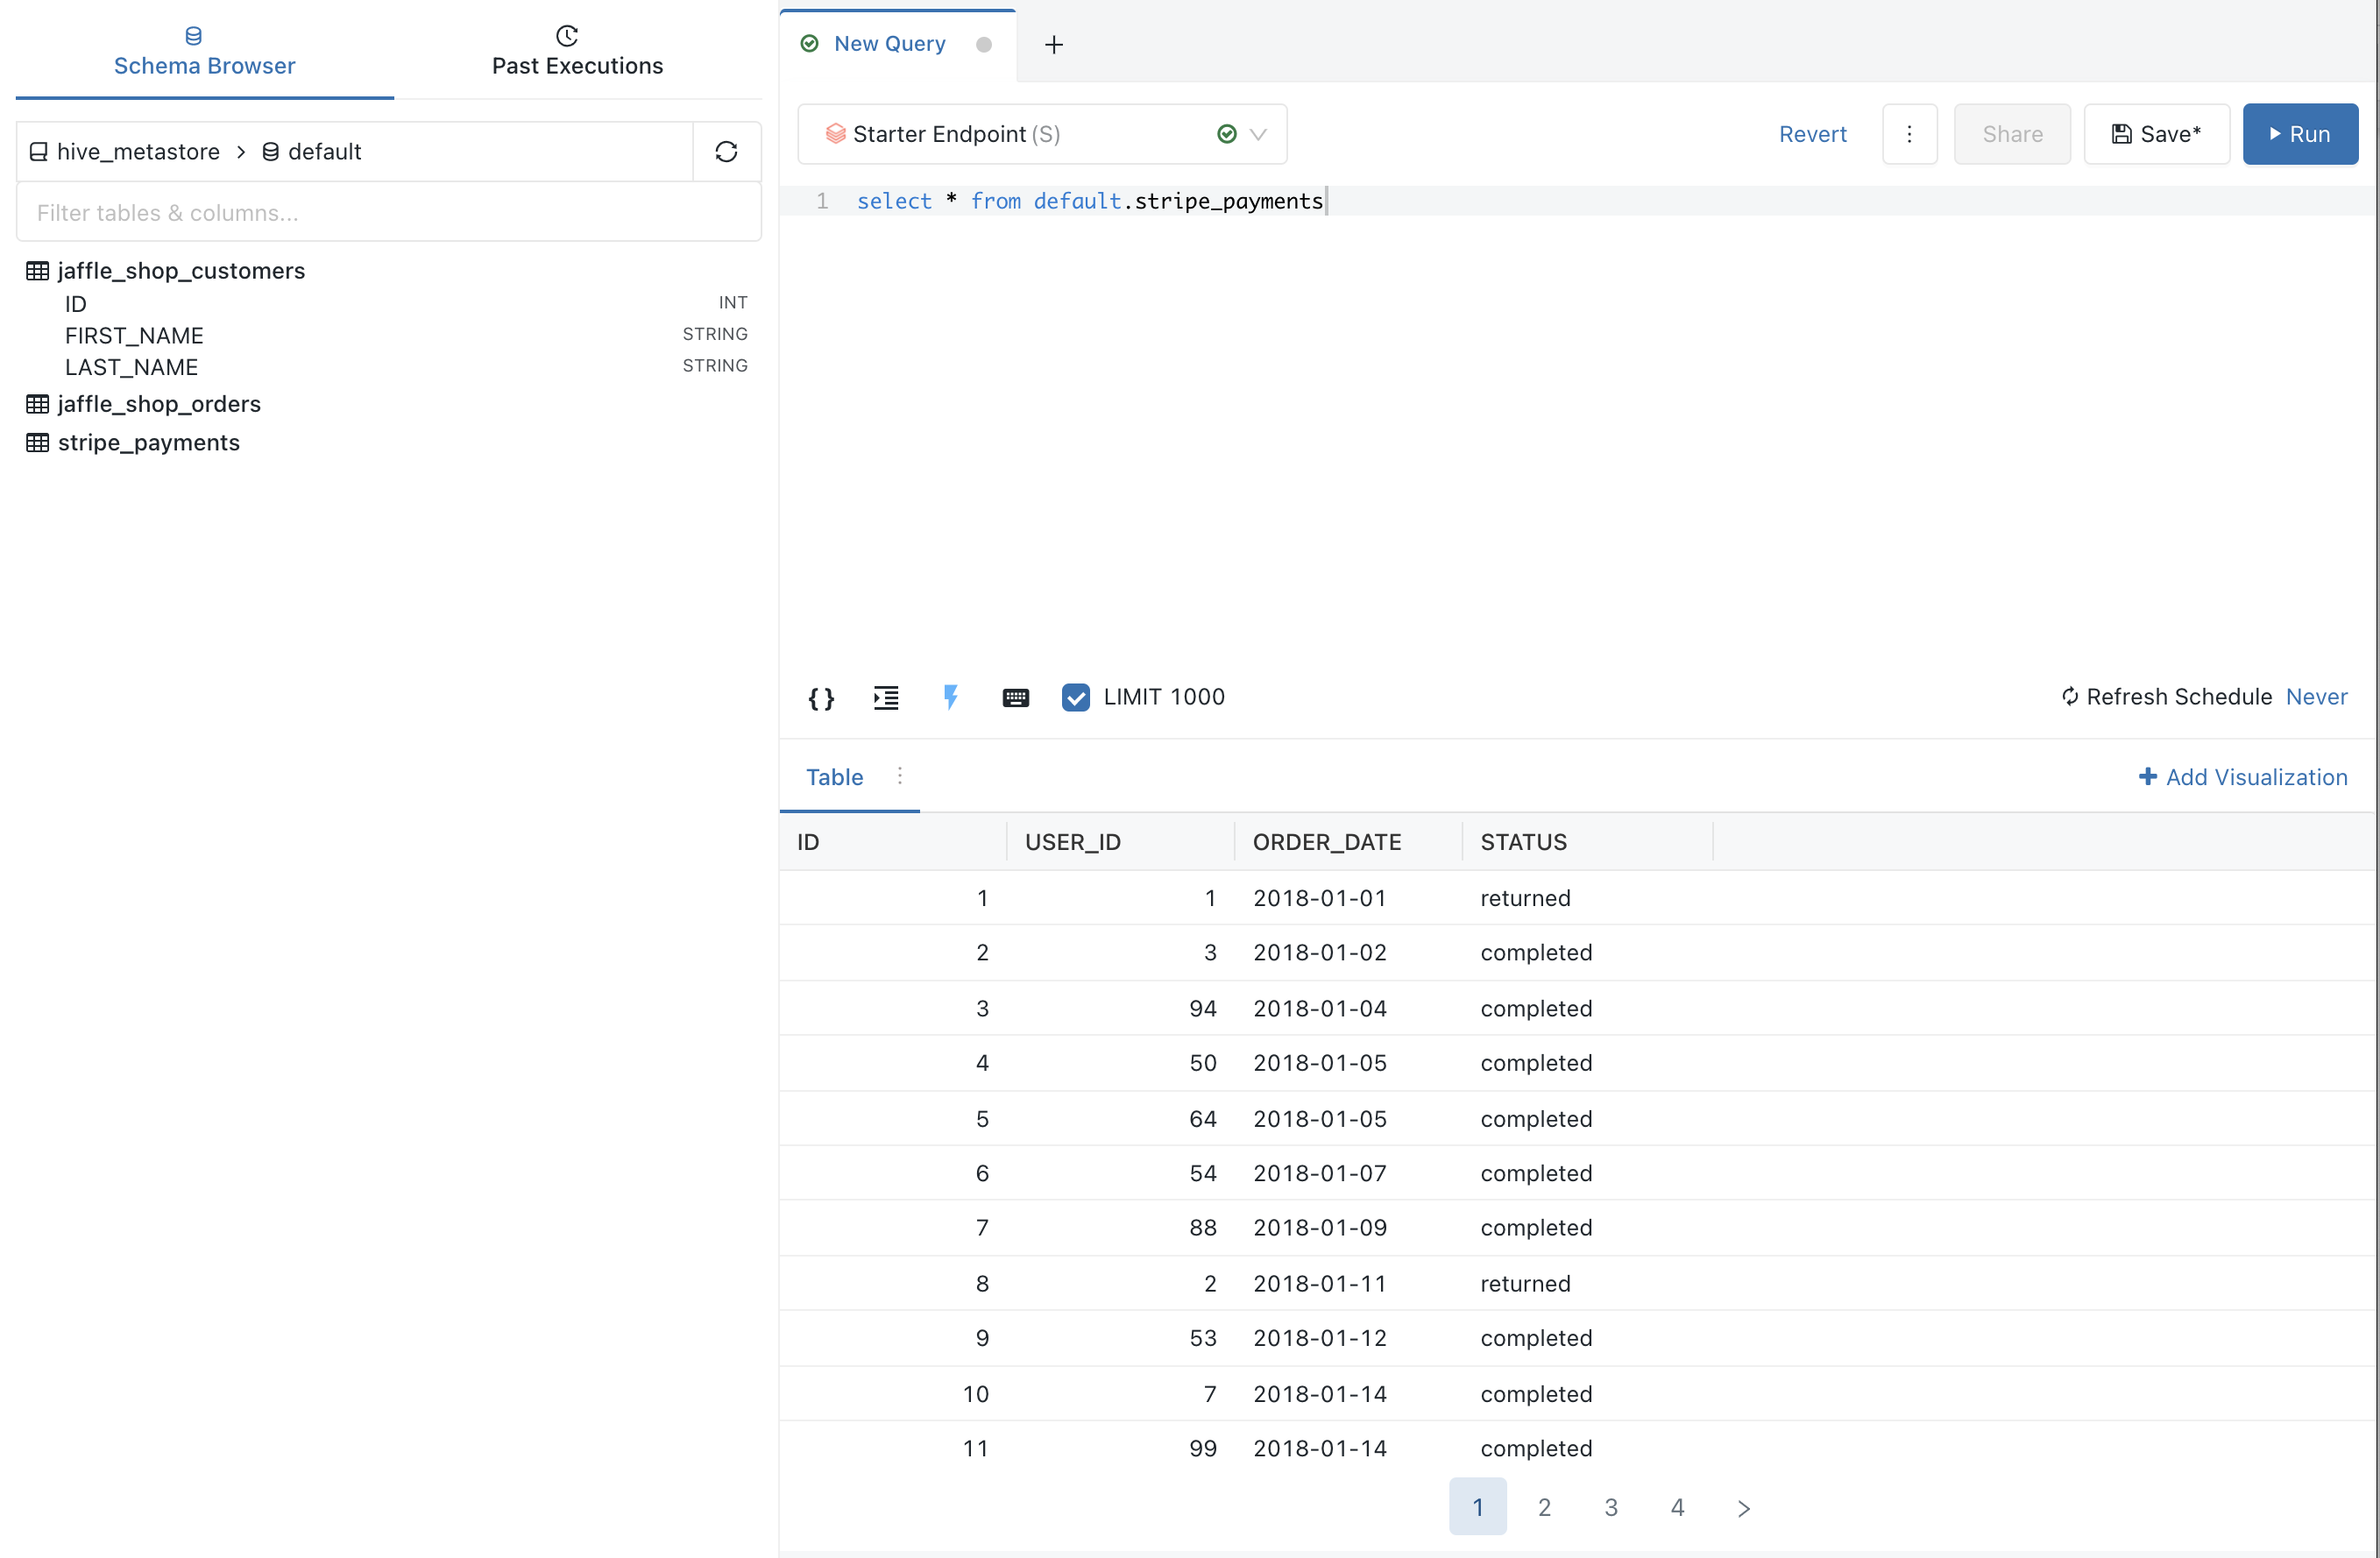 Schema Browser
Past Executions
hive_metastore > default
Filter tables & columns...
jaffle_shop_customers
ID INT
FIRST_NAME STRING
LAST_NAME STRING
jaffle_shop_orders
stripe_payments
New Query +
Starter Endpoint (S)
Revert Share Save* Run
1 select * from default.stripe_payments
{} LIMIT 1000 Refresh Schedule Never
Table + Add Visualization
ID USER_ID ORDER_DATE STATUS
1 1 2018-01-01 returned
2 3 2018-01-02 completed
3 94 2018-01-04 completed
4 50 2018-01-05 completed
5 64 2018-01-05 completed
6 54 2018-01-07 completed
7 88 2018-01-09 completed
8 2 2018-01-11 returned
9 53 2018-01-12 completed
10 7 2018-01-14 completed
11 99 2018-01-14 completed
1 2 3 4 >